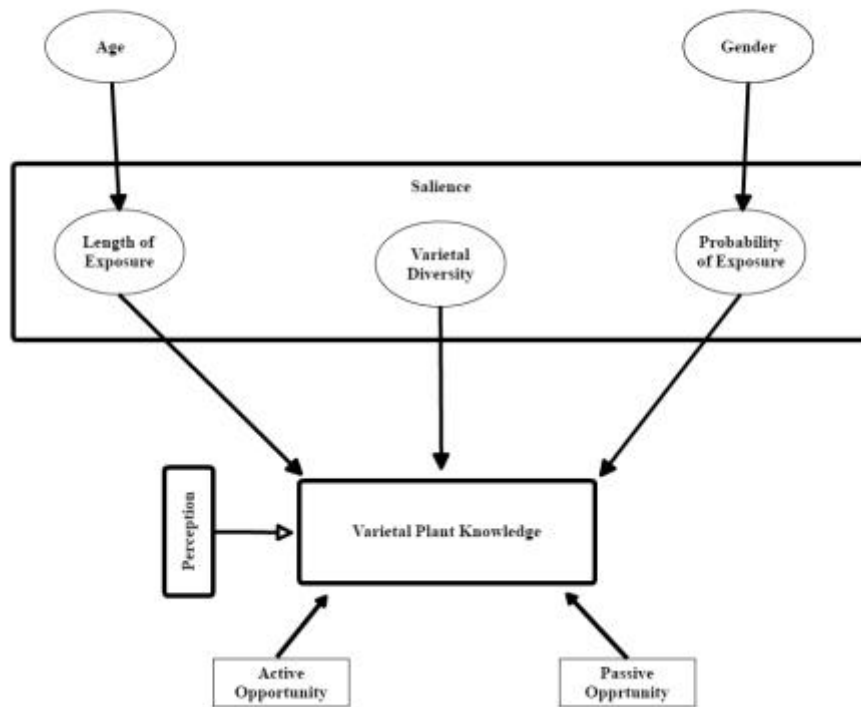 Age
Gender
Salience
Length of
Exposure
Varietal
Diversity
Probability
of Exposure
Perception
Varietal Plant Knowledge
Active
Opportunity
Passive
Opprtunity